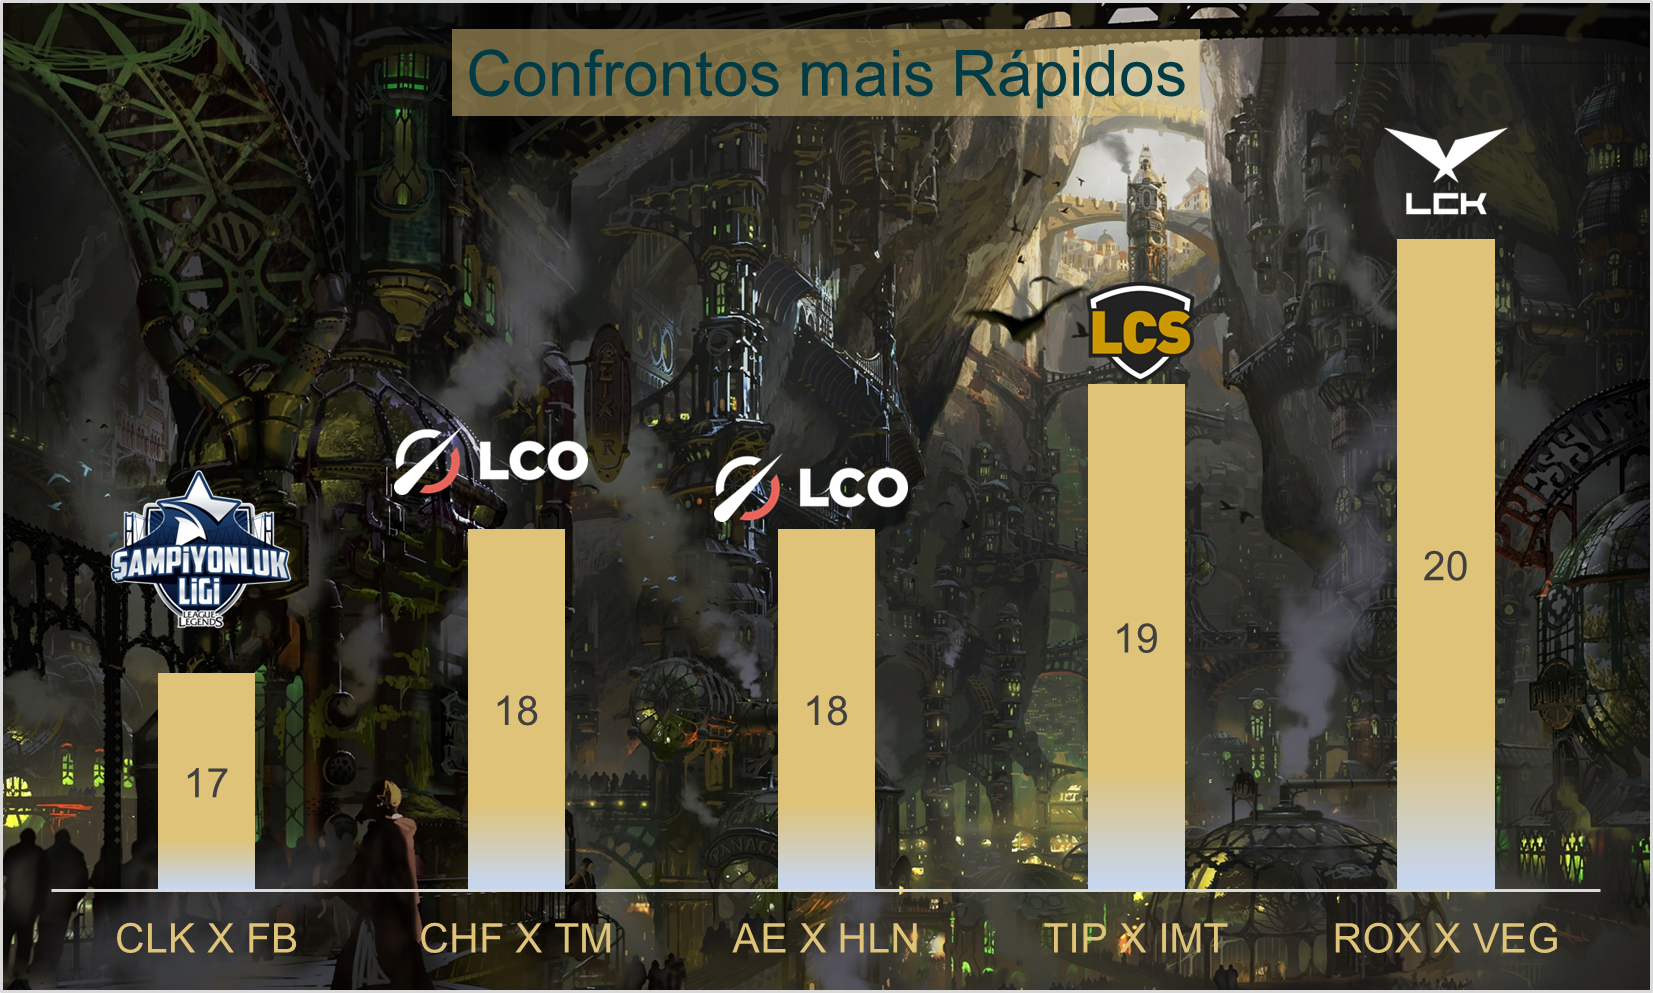 Confrontos mais Rápidos
LCK
LCS
LCO
LCO
ŞAMPİYONLUK
LİGİ
LEAGUE
LEGENDS
20
19
18
18
17
CLK X FB
CHF X TM
AE X HLN
TIP X IMT
ROX X VEG